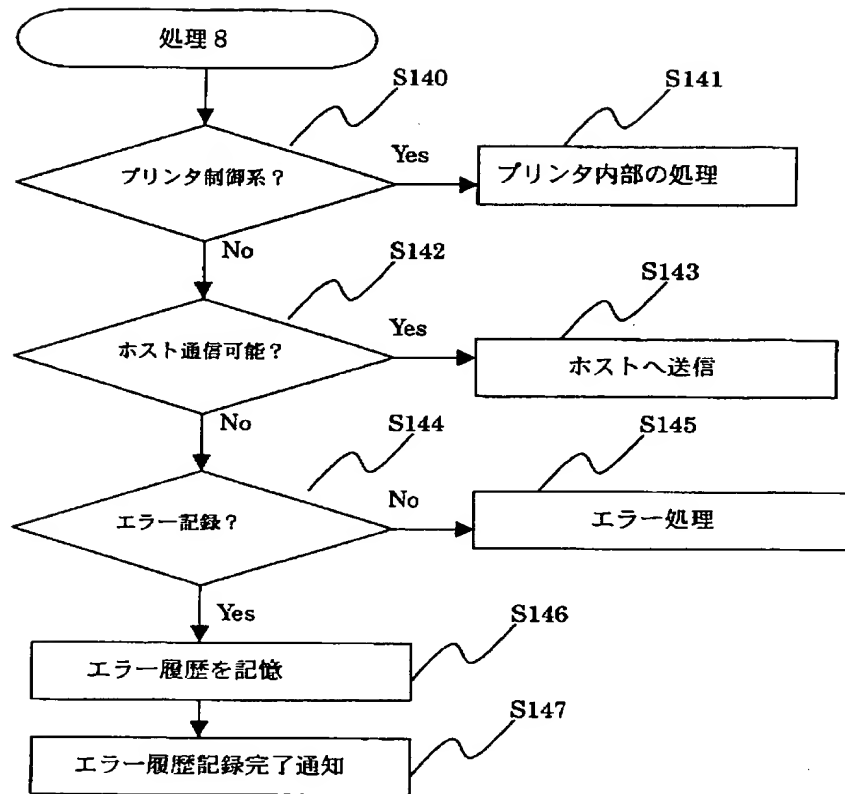 処理8
S140
S141
プリンタ制御系?
Yes
プリンタ内部の処理
No
S142
S143
ホスト通信可能?
Yes
ホストへ送信
No
S144
S145
エラー記録?
No
エラー処理
Yes
S146
エラー履歴を記憶
S147
エラー履歴記録完了通知